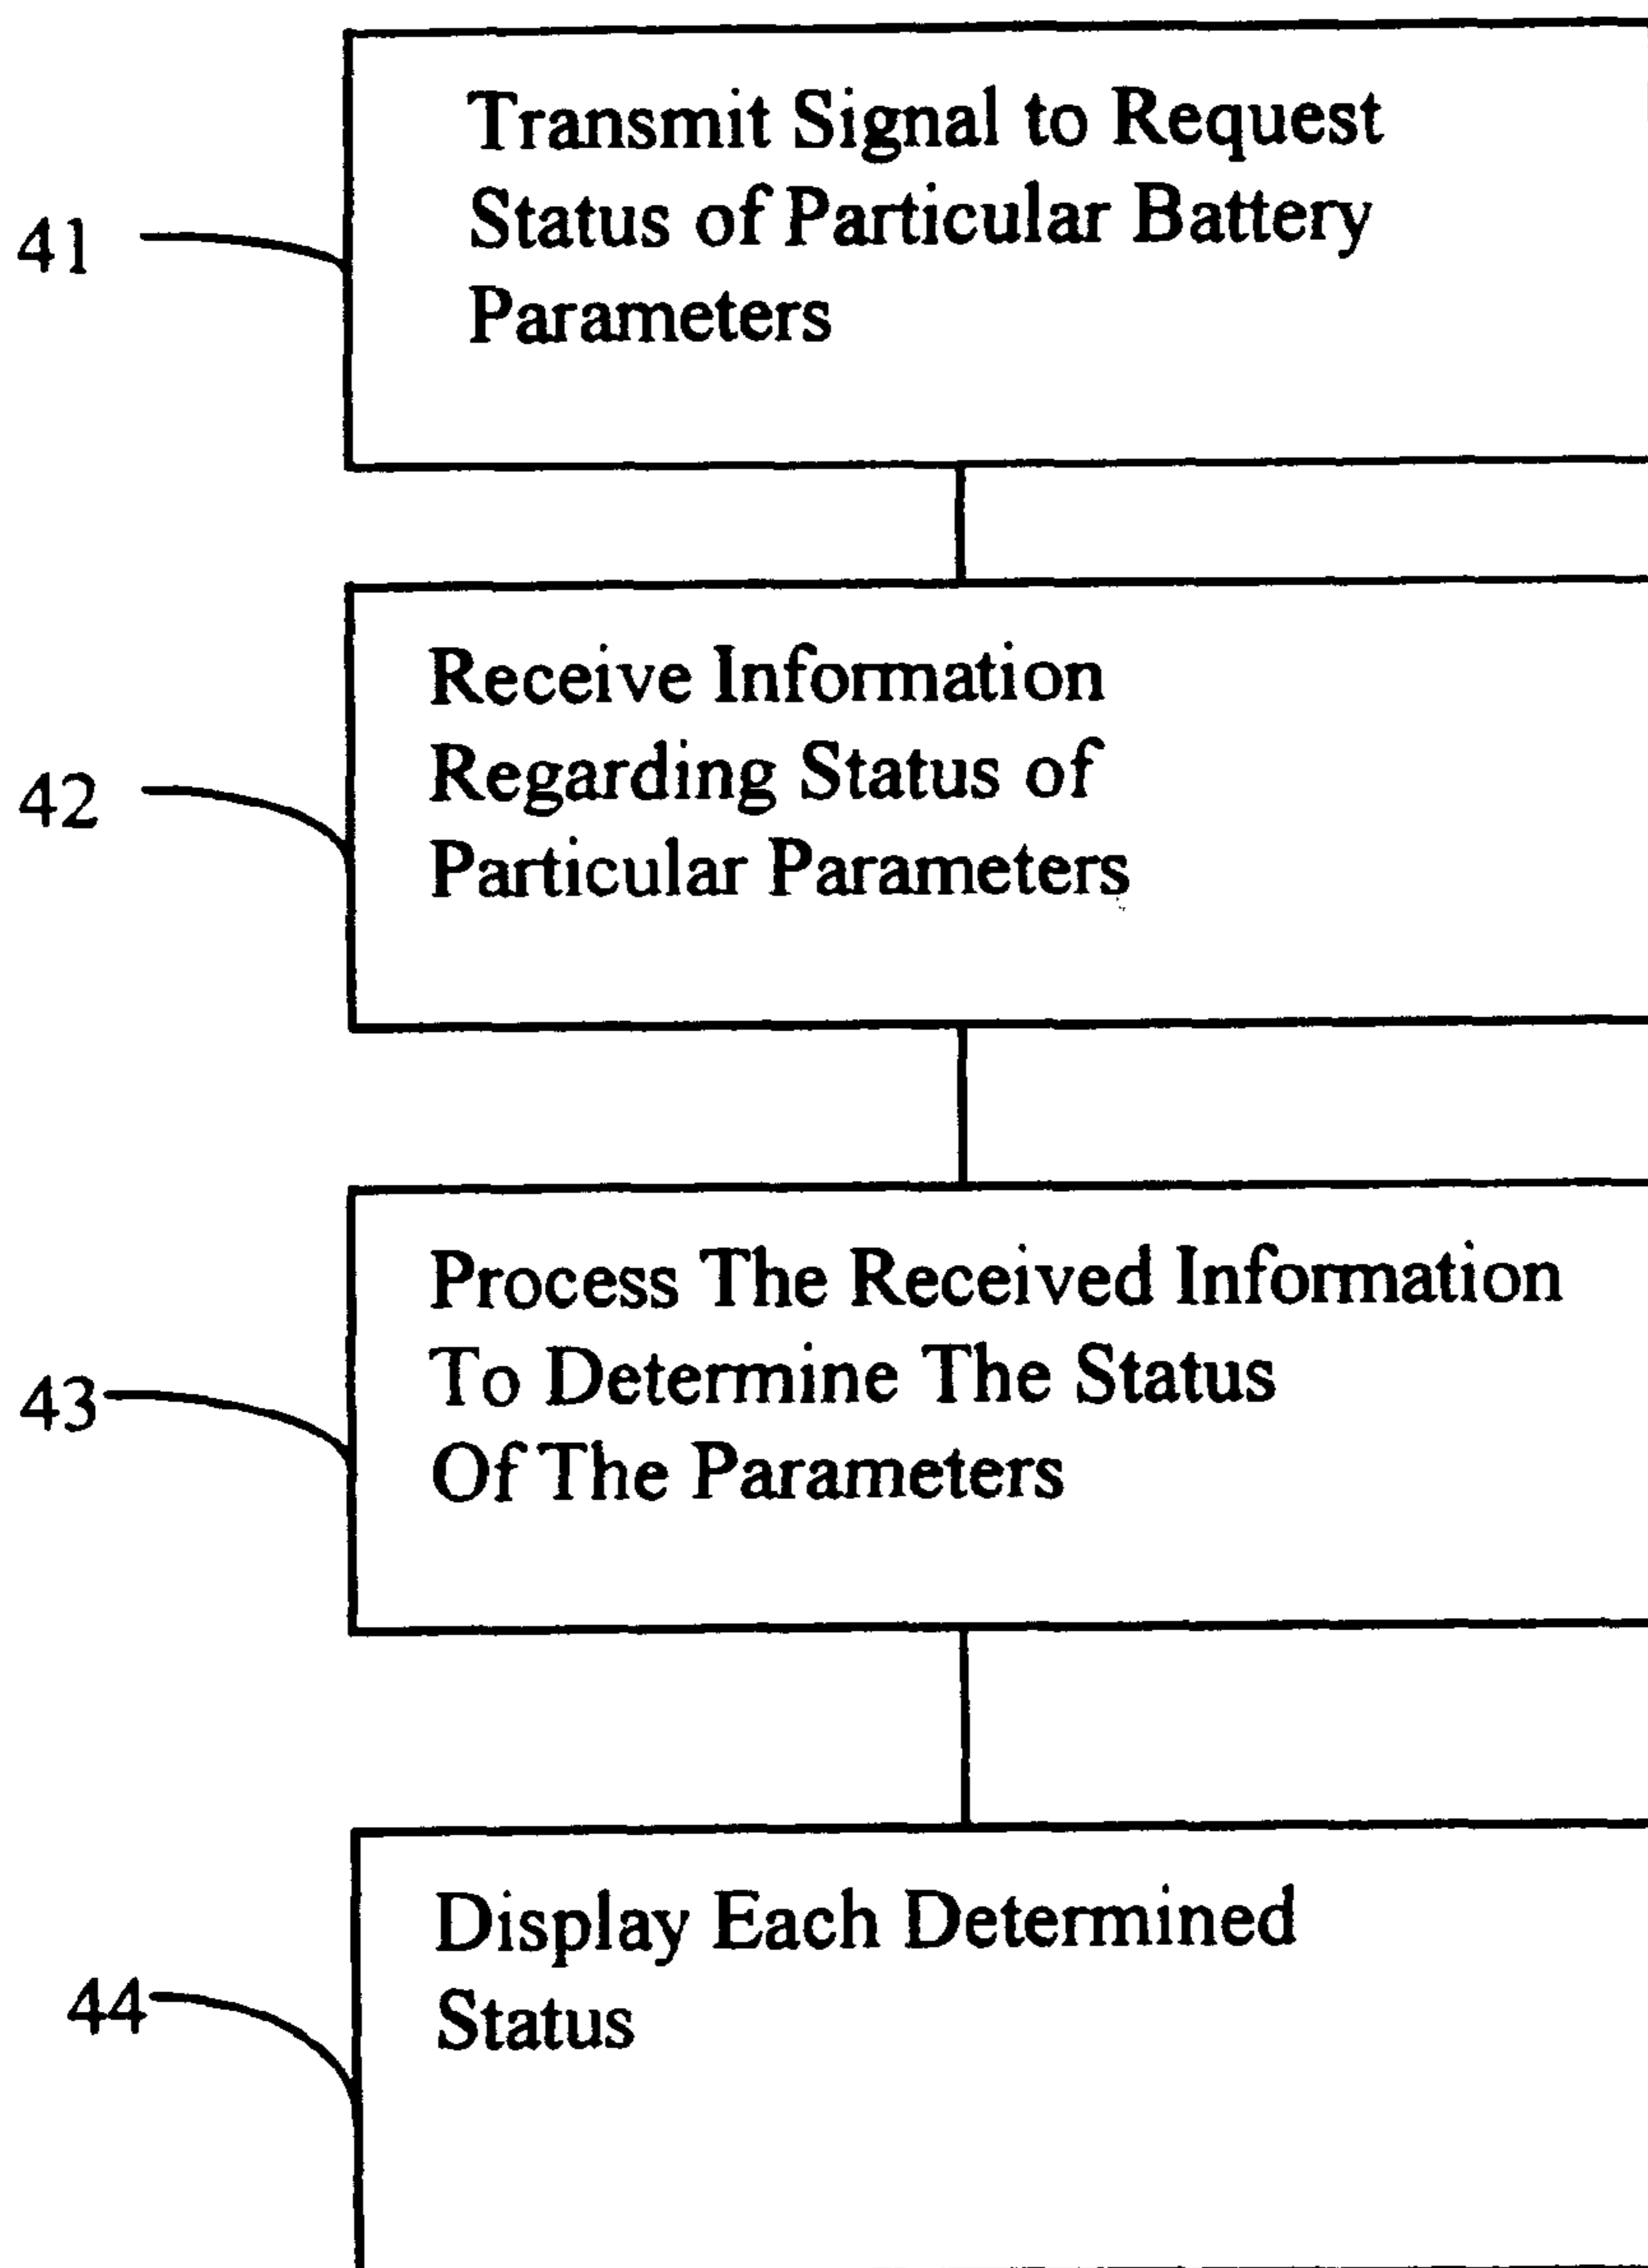 Transmit Signal to Request
Status of Particular Battery
Parameters
41
Receive Information
Regarding Status of
Particular Parameters
42
Process The Received Information
To Determine The Status
Of The Parameters
43
Display Each Determined
Status
44